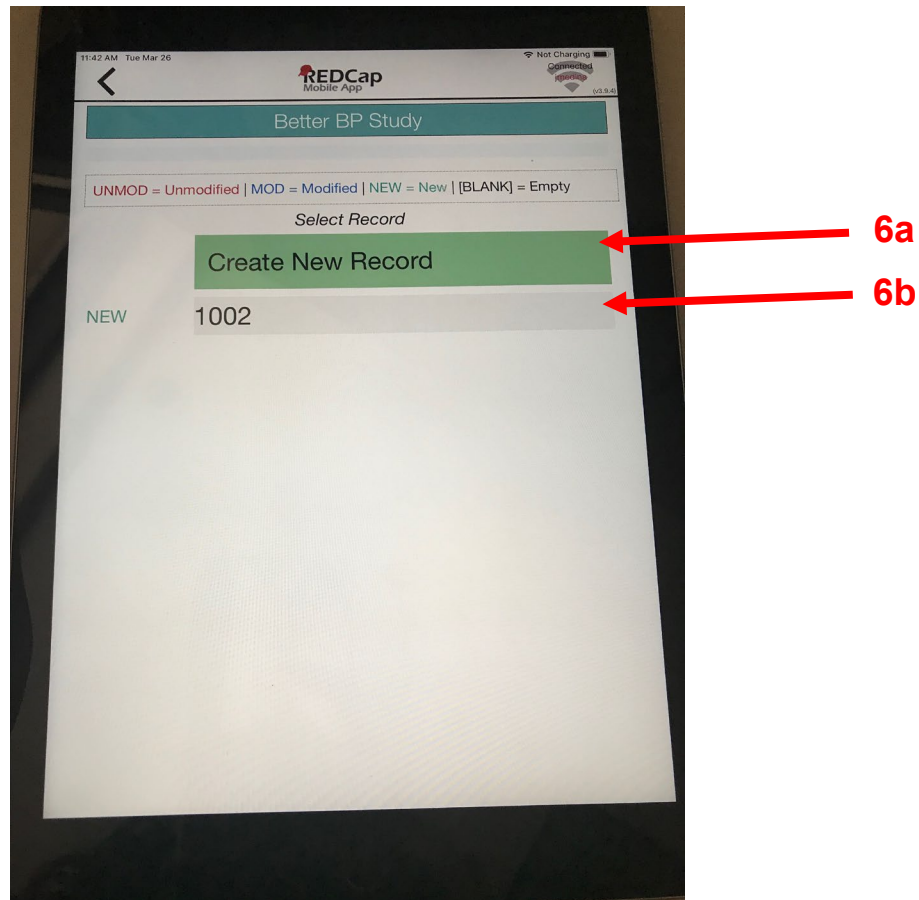 11:42 AM Tue Mar 26
Not Charging
REDCap
Mobile App
Connected
(v3.9.4)
Better BP Study
UNMOD = Unmodified | MOD = Modified | NEW = New | [BLANK] = Empty
Select Record
6a
Create New Record
6b
NEW 1002